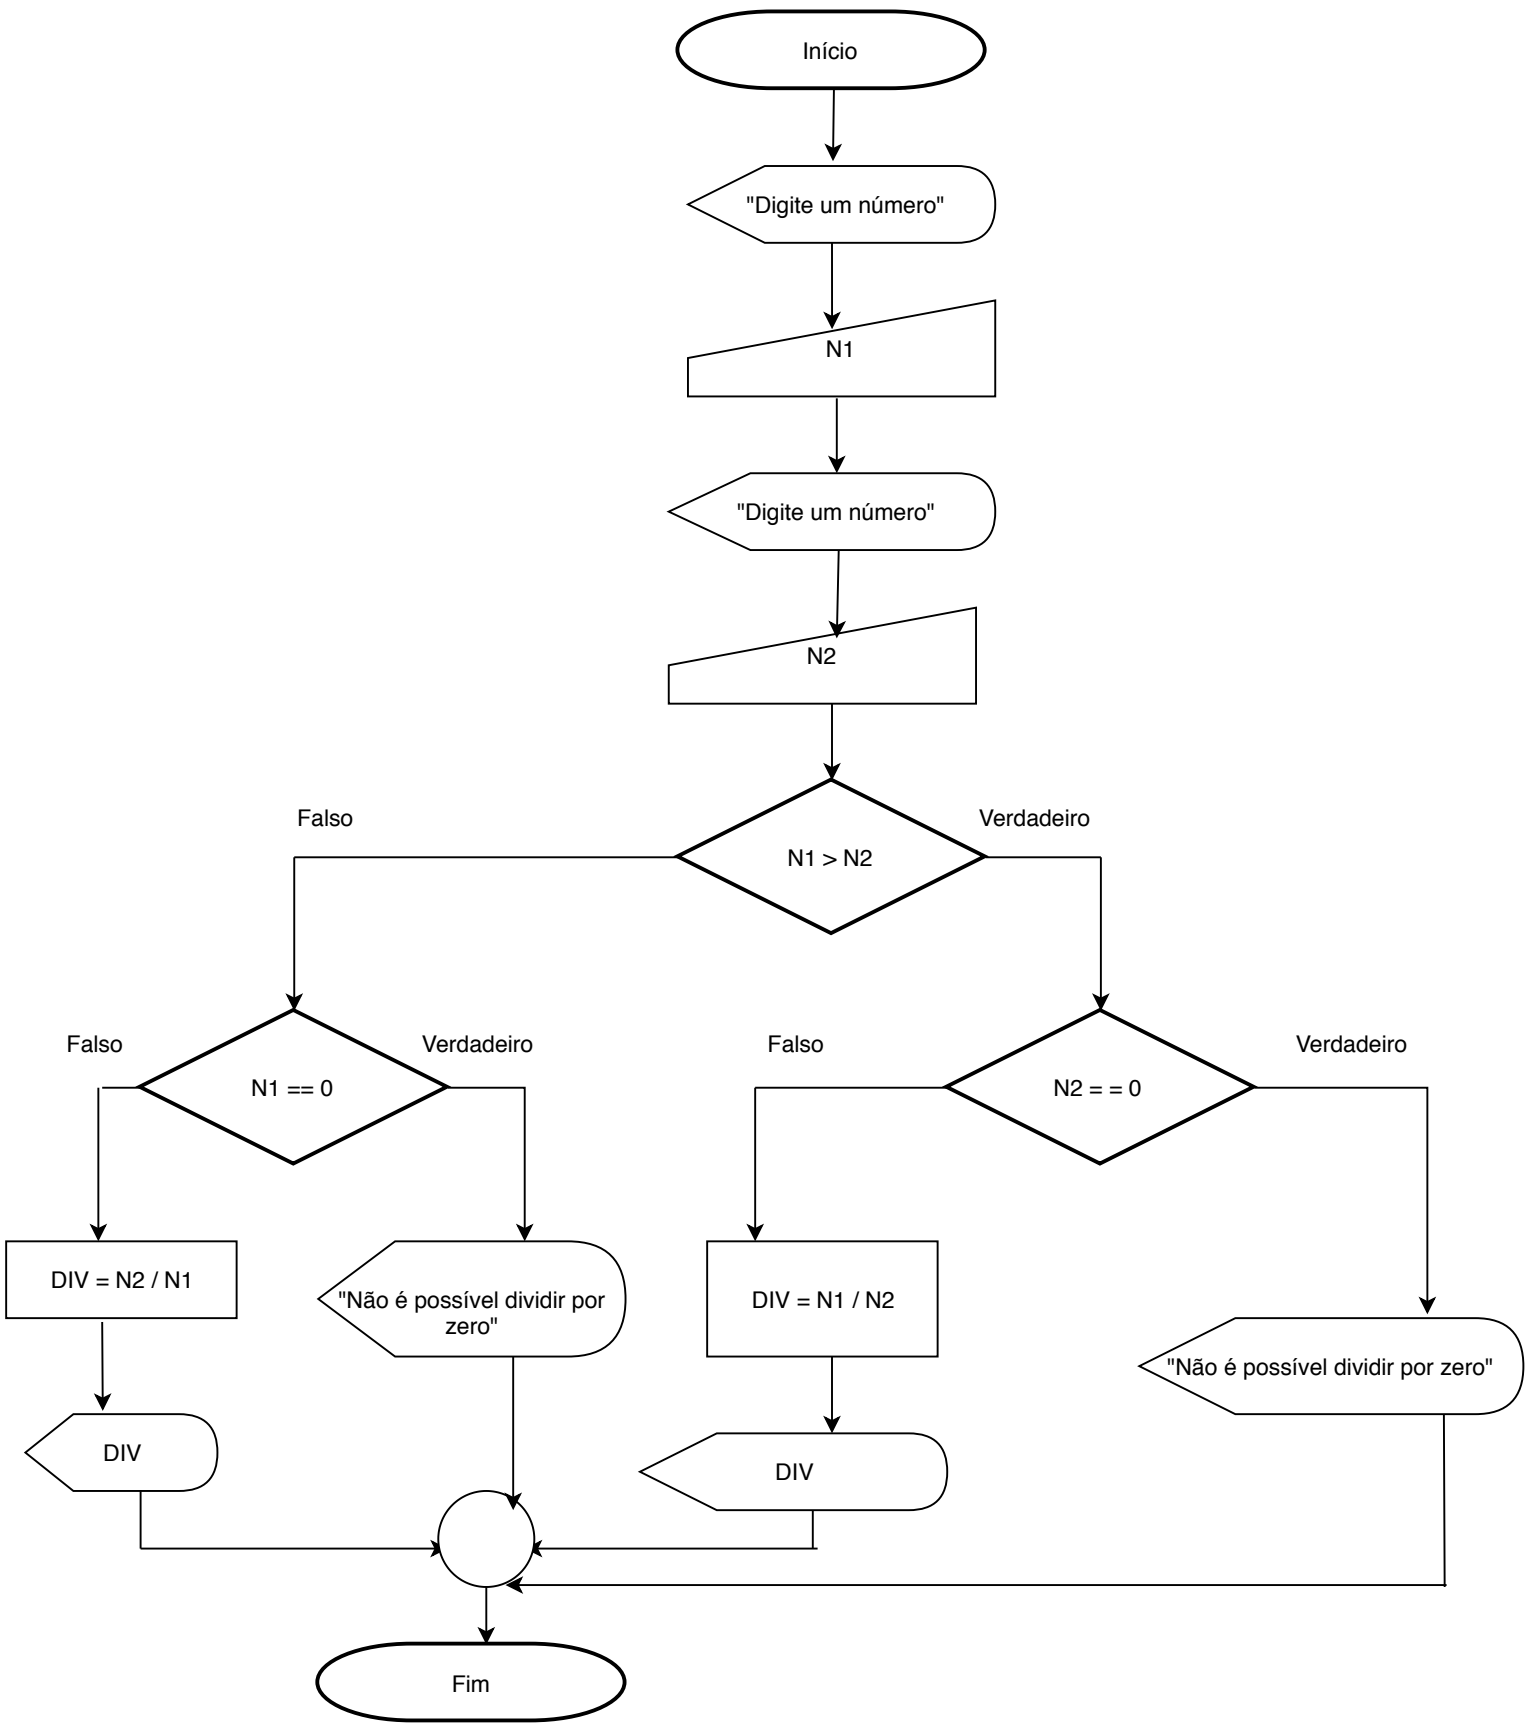 Início
"Digite um número"
N1
"Digite um número"
N2
Falso
Verdadeiro
N1 > N2
Falso
Verdadeiro
Falso
Verdadeiro
N1 == 0
N2 = = 0
DIV = N2 / N1
"Não é possível dividir por
zero"
DIV = N1 / N2
"Não é possível dividir por zero"
DIV
DIV
Fim